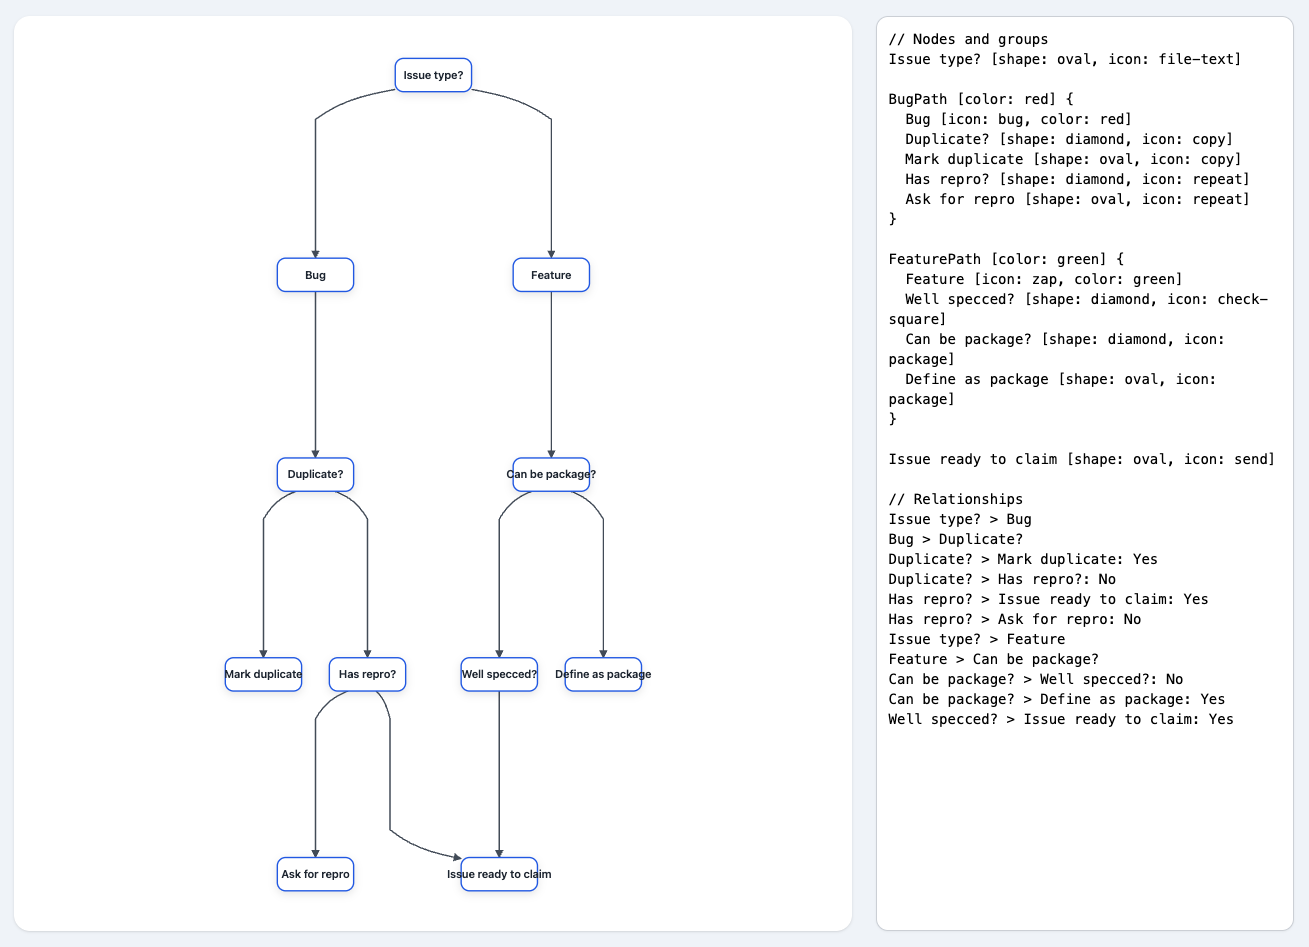 Issue type?
Bug
Feature
Duplicate?
Can be package?
Mark duplicate
Has repro?
Well specced?
Define as package
Ask for repro
Issue ready to claim
// Nodes and groups
Issue type? [shape: oval, icon: file-text]
BugPath [color: red] {
Bug [icon: bug, color: red]
Duplicate? [shape: diamond, icon: copy]
Mark duplicate [shape: oval, icon: copy]
Has repro? [shape: diamond, icon: repeat]
Ask for repro [shape: oval, icon: repeat]
}
FeaturePath [color: green] {
Feature [icon: zap, color: green]
Well specced? [shape: diamond, icon: check-
square]
Can be package? [shape: diamond, icon:
package]
Define as package [shape: oval, icon:
package]
}
Issue ready to claim [shape: oval, icon: send]
// Relationships
Issue type? > Bug
Bug > Duplicate?
Duplicate? > Mark duplicate: Yes
Duplicate? > Has repro?: No
Has repro? > Issue ready to claim: Yes
Has repro? > Ask for repro: No
Issue type? > Feature
Feature > Can be package?
Can be package? > Well specced?: No
Can be package? > Define as package: Yes
Well specced? > Issue ready to claim: Yes